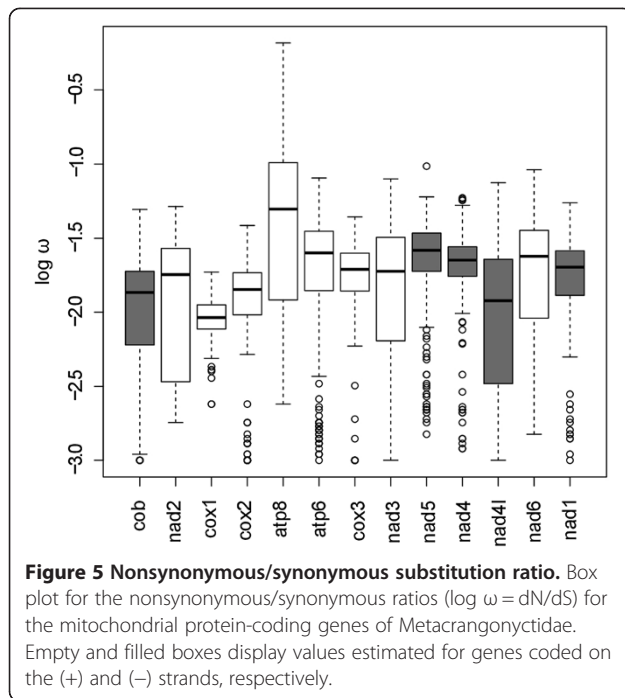 −0.5
−1.0
−1.5
−2.0
−2.5
−3.0
log ω
cob
nad2
cox1
cox2
atp8
atp6
cox3
nad3
nad5
nad4
nad4l
nad6
nad1
Figure 5 Nonsynonymous/synonymous substitution ratio. Box
plot for the nonsynonymous/synonymous ratios (log ω = dN/dS) for
the mitochondrial protein-coding genes of Metacrangonyctidae.
Empty and filled boxes display values estimated for genes coded on
the (+) and (−) strands, respectively.